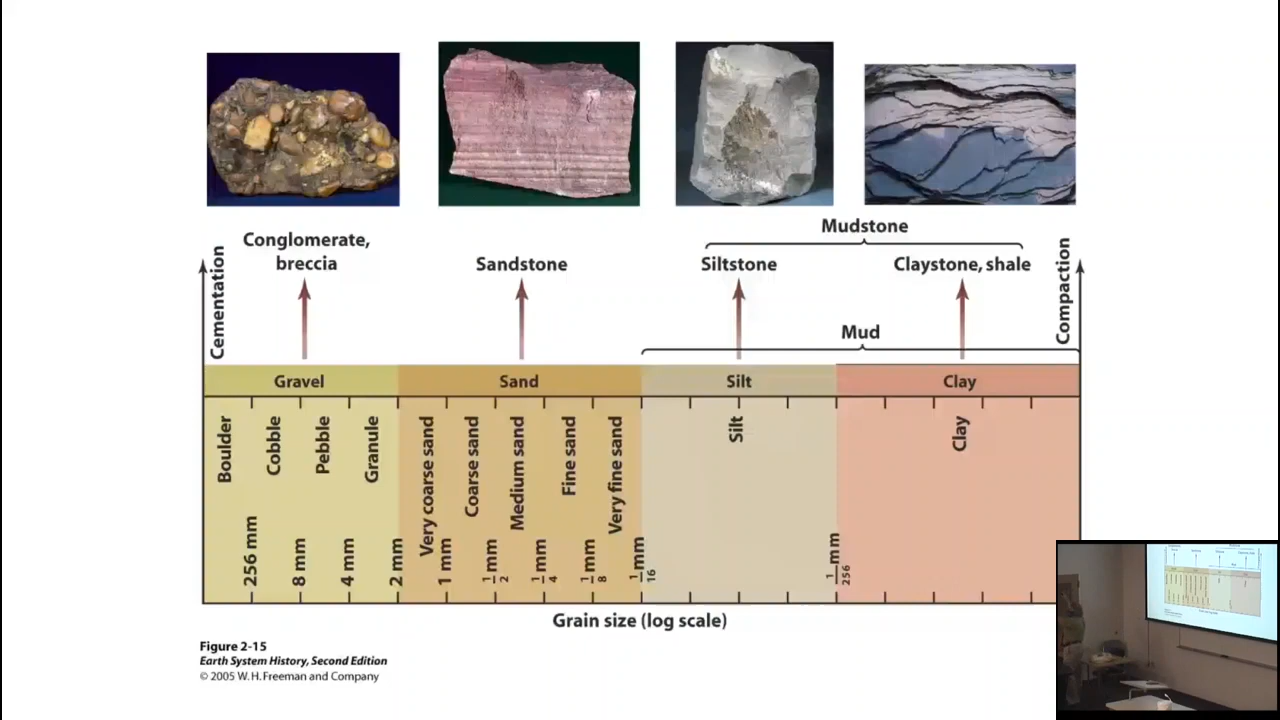 Conglomerate,
breccia
Sandstone
Mudstone
Siltstone
Claystone, shale
Cementation
Compaction
Mud
Gravel
Sand
Silt
Clay
Boulder
Cobble
Pebble
Granule
Very coarse sand
Coarse sand
Medium sand
Fine sand
Very fine sand
Silt
Clay
256 mm
8 mm
4 mm
2 mm
1 mm
1/2 mm
1/4 mm
1/8 mm
1/16 mm
1/256 mm
Grain size (log scale)
Figure 2-15
Earth System History, Second Edition
© 2005 W. H. Freeman and Company